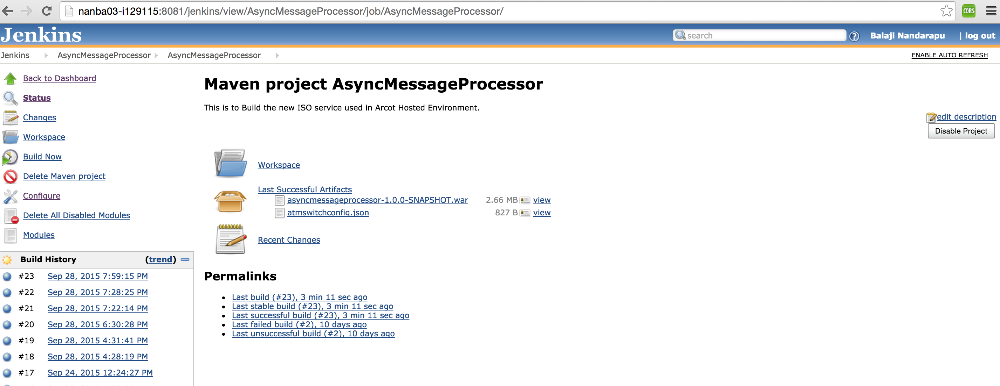 nanba03-i129115:8081/jenkins/view/AsyncMessageProcessor/job/AsyncMessageProcessor/
CORS
Jenkins
search
?
Balaji Nandarapu
| log out
Jenkins
AsyncMessageProcessor
AsyncMessageProcessor
ENABLE AUTO REFRESH
Back to Dashboard
Status
Changes
Workspace
Build Now
Delete Maven project
Configure
Delete All Disabled Modules
Modules
Build History (trend)
#23 Sep 28, 2015 7:59:15 PM
#22 Sep 28, 2015 7:28:25 PM
#21 Sep 28, 2015 7:22:14 PM
#20 Sep 28, 2015 6:30:28 PM
#19 Sep 28, 2015 4:31:41 PM
#18 Sep 28, 2015 4:28:19 PM
#17 Sep 24, 2015 12:24:27 PM
Maven project AsyncMessageProcessor
This is to Build the new ISO service used in Arcot Hosted Environment.
edit description
Disable Project
Workspace
Last Successful Artifacts
asyncmessageprocessor-1.0.0-SNAPSHOT.war 2.66 MB view
atmswitchconfig.json 827 B view
Recent Changes
Permalinks
Last build (#23), 3 min 11 sec ago
Last stable build (#23), 3 min 11 sec ago
Last successful build (#23), 3 min 11 sec ago
Last failed build (#2), 10 days ago
Last unsuccessful build (#2), 10 days ago